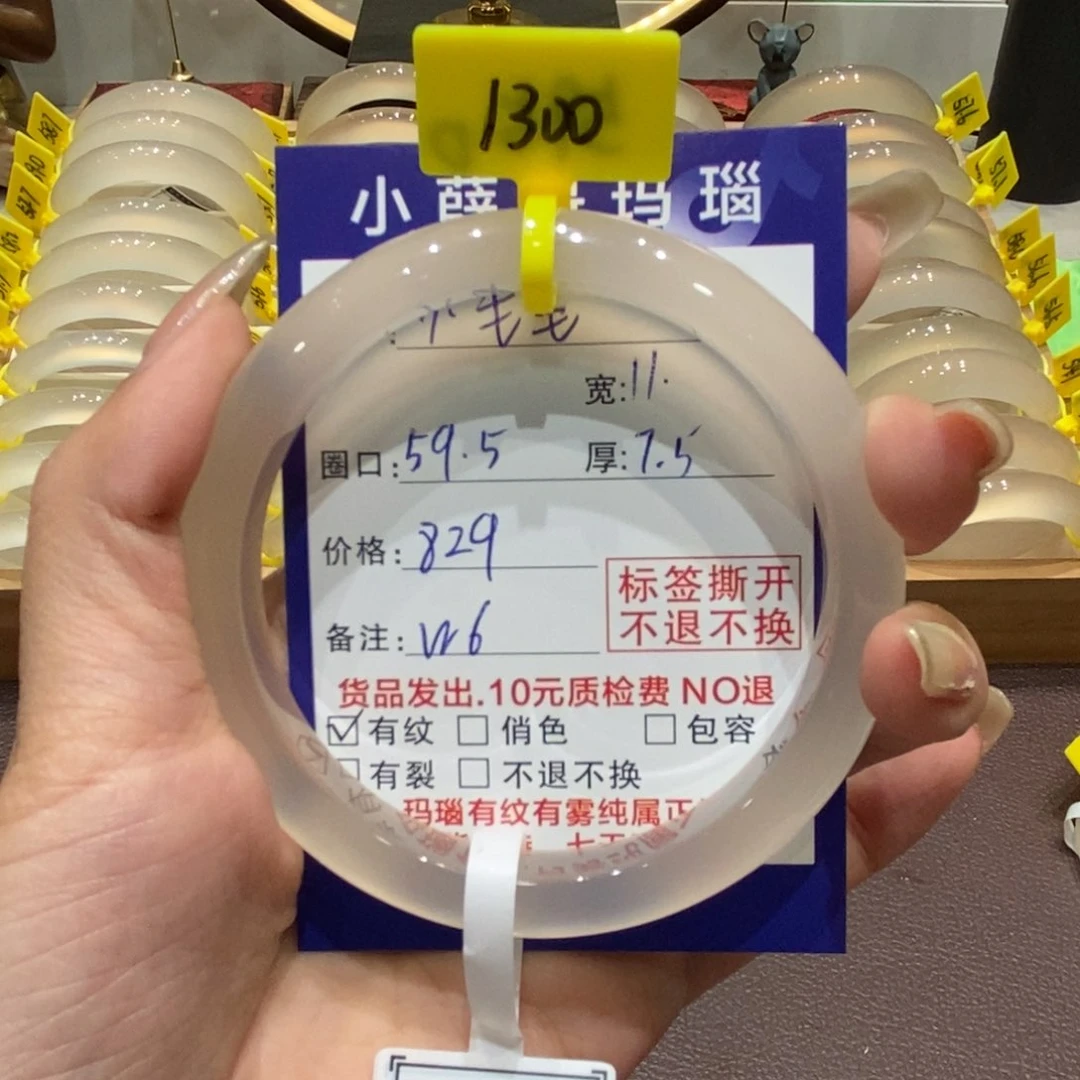 1300
小薛 玛瑙
小毛毛
宽:11.
圈口:59.5 厚:7.5
价格:829
备注:W6
标签撕开
不退不换
货品发出.10元质检费 NO退
☑有纹 □俏色 □包容
□有裂 □不退不换
玛瑙有纹有雾纯属正